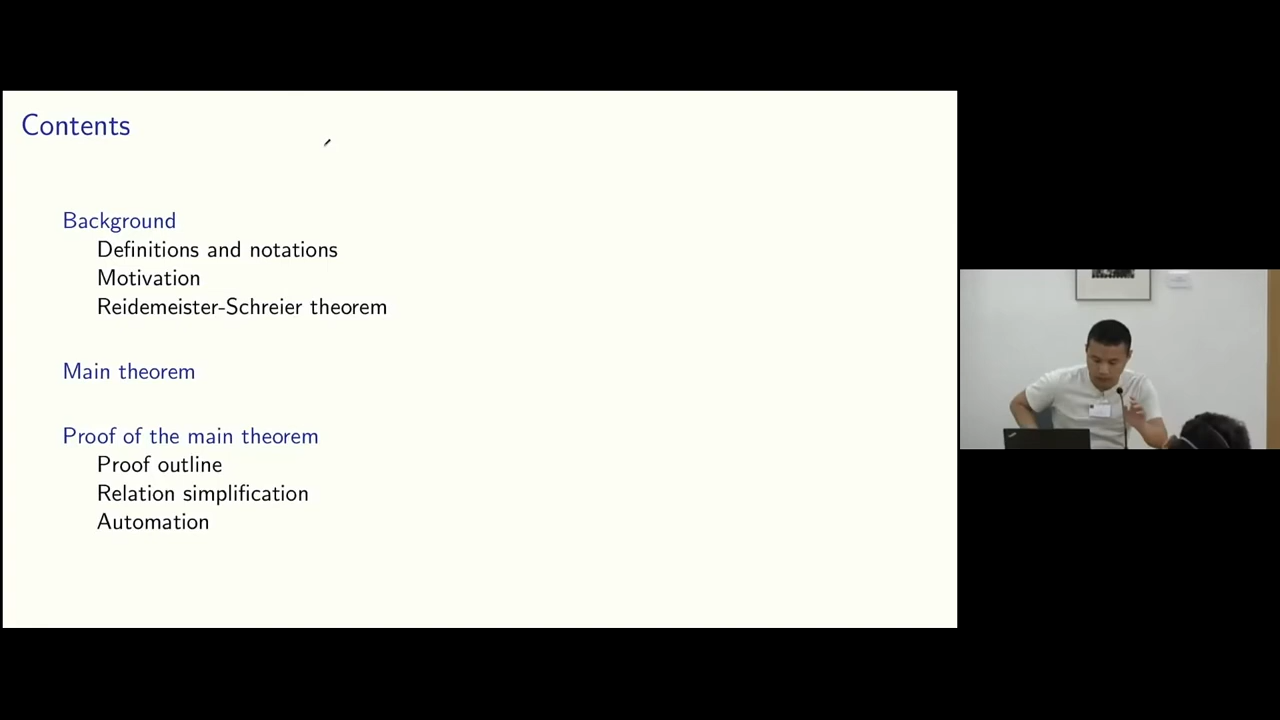 Contents
Background
Definitions and notations
Motivation
Reidemeister-Schreier theorem
Main theorem
Proof of the main theorem
Proof outline
Relation simplification
Automation